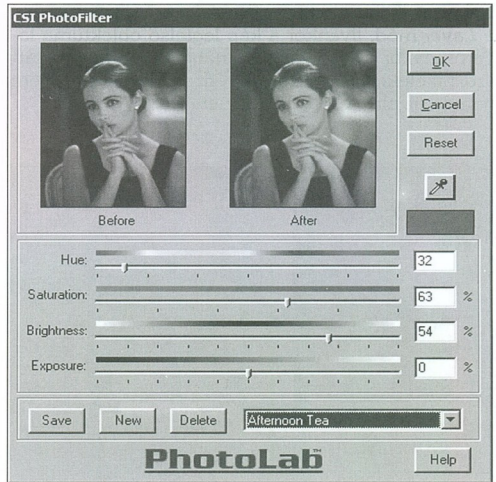 CSI PhotoFilter
OK
Cancel
Reset
Before
After
Hue: 32
Saturation: 63 %
Brightness: 54 %
Exposure: 0 %
Save
New
Delete
Afternoon Tea
PhotoLab™
Help